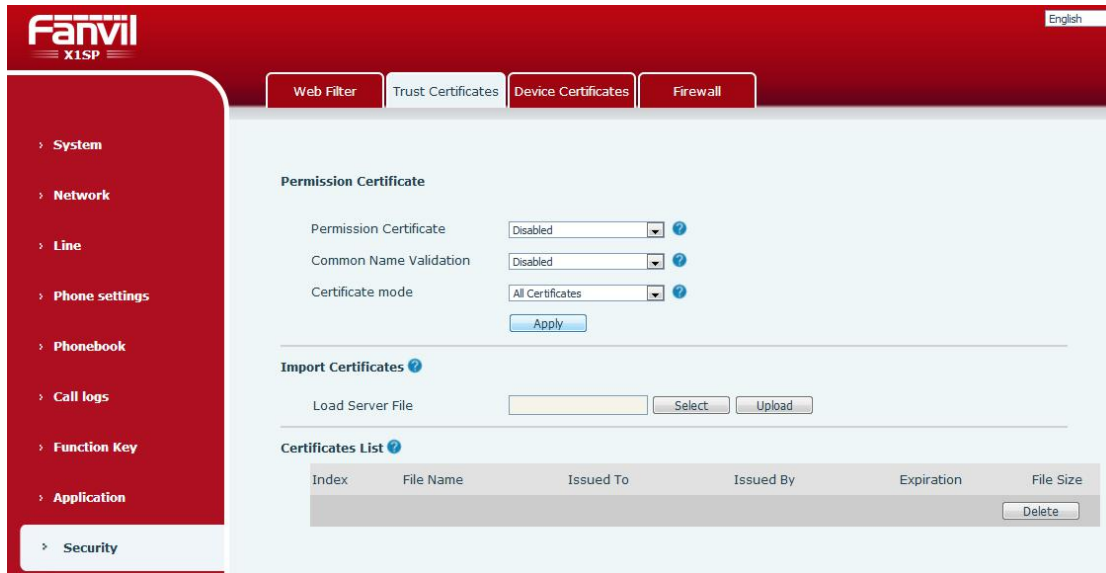 English
Fanvil
X1SP
Web Filter Trust Certificates Device Certificates Firewall
› System
› Network
› Line
› Phone settings
› Phonebook
› Call logs
› Function Key
› Application
› Security
Permission Certificate
Permission Certificate Disabled ?
Common Name Validation Disabled ?
Certificate mode All Certificates ?
Apply
Import Certificates ?
Load Server File Select Upload
Certificates List ?
Index File Name Issued To Issued By Expiration File Size
Delete